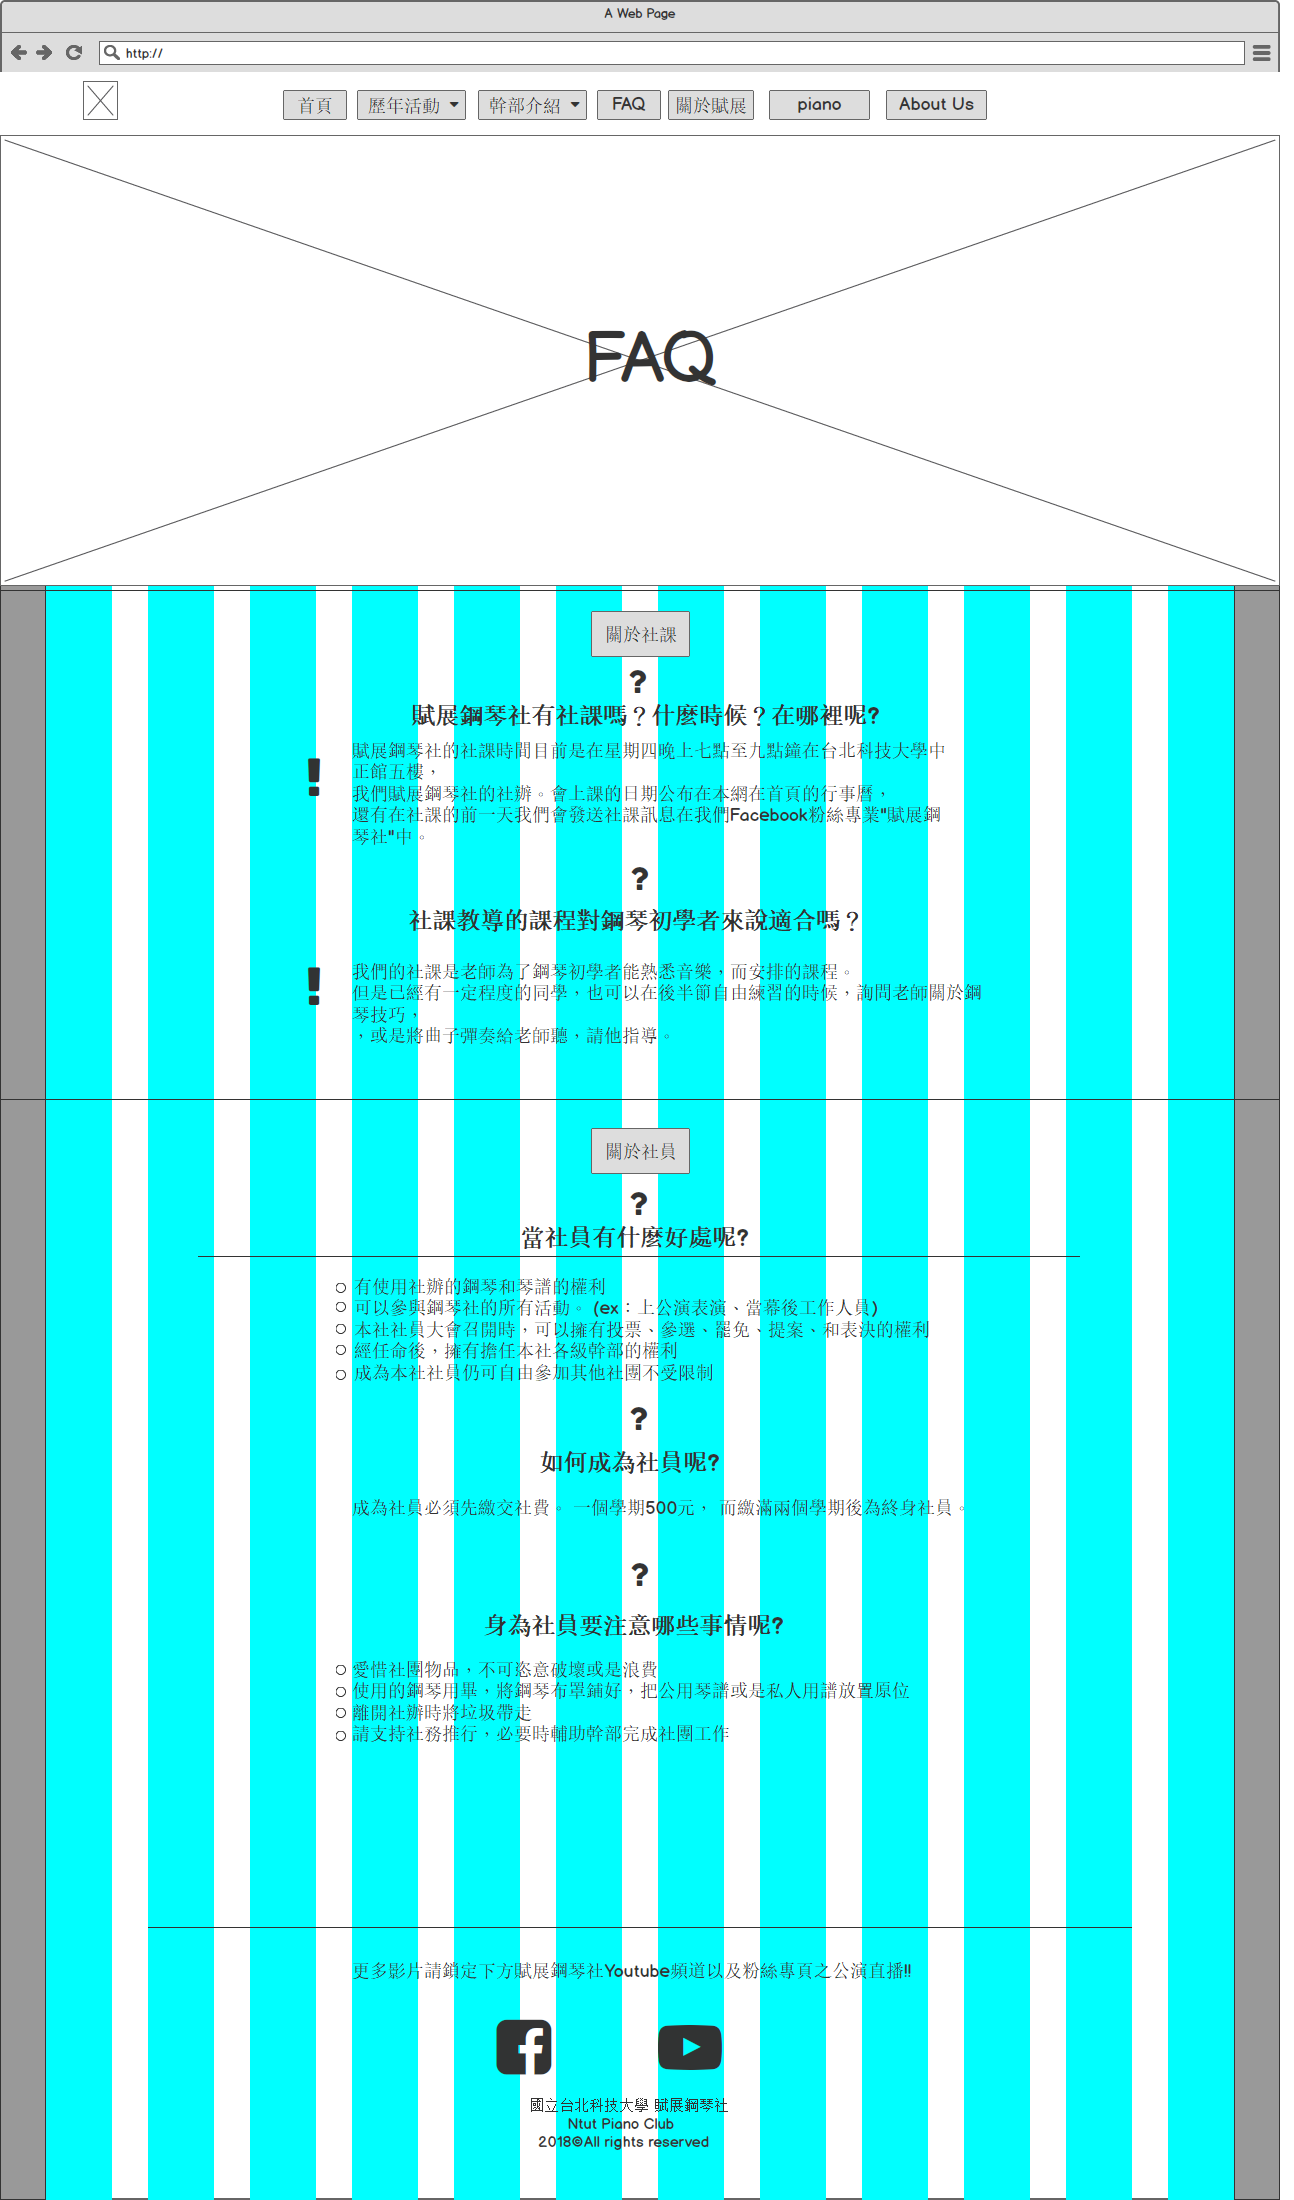 A Web Page
http://
首頁 歷年活動 幹部介紹 FAQ 關於賦展 piano About Us
FAQ
關於社課
?
賦展鋼琴社有社課嗎？什麼時候？在哪裡呢?
!
賦展鋼琴社的社課時間目前是在星期四晚上七點至九點鐘在台北科技大學中
正館五樓，
我們賦展鋼琴社的社辦。會上課的日期公布在本網在首頁的行事曆，
還有在社課的前一天我們會發送社課訊息在我們Facebook粉絲專業"賦展鋼
琴社"中。
?
社課教導的課程對鋼琴初學者來說適合嗎？
!
我們的社課是老師為了鋼琴初學者能熟悉音樂，而安排的課程。
但是已經有一定程度的同學，也可以在後半節自由練習的時候，詢問老師關於鋼
琴技巧，
，或是將曲子彈奏給老師聽，請他指導。
關於社員
?
當社員有什麼好處呢?
有使用社辦的鋼琴和琴譜的權利
可以參與鋼琴社的所有活動。 (ex：上公演表演、當幕後工作人員)
本社社員大會召開時，可以擁有投票、參選、罷免、提案、和表決的權利
經任命後，擁有擔任本社各級幹部的權利
成為本社社員仍可自由參加其他社團不受限制
?
如何成為社員呢?
成為社員必須先繳交社費。 一個學期500元， 而繳滿兩個學期後為終身社員。
?
身為社員要注意哪些事情呢?
愛惜社團物品，不可恣意破壞或是浪費
使用的鋼琴用畢，將鋼琴布罩鋪好，把公用琴譜或是私人用譜放置原位
離開社辦時將垃圾帶走
請支持社務推行，必要時輔助幹部完成社團工作
更多影片請鎖定下方賦展鋼琴社Youtube頻道以及粉絲專頁之公演直播!!
國立台北科技大學 賦展鋼琴社
Ntut Piano Club
2018©All rights reserved